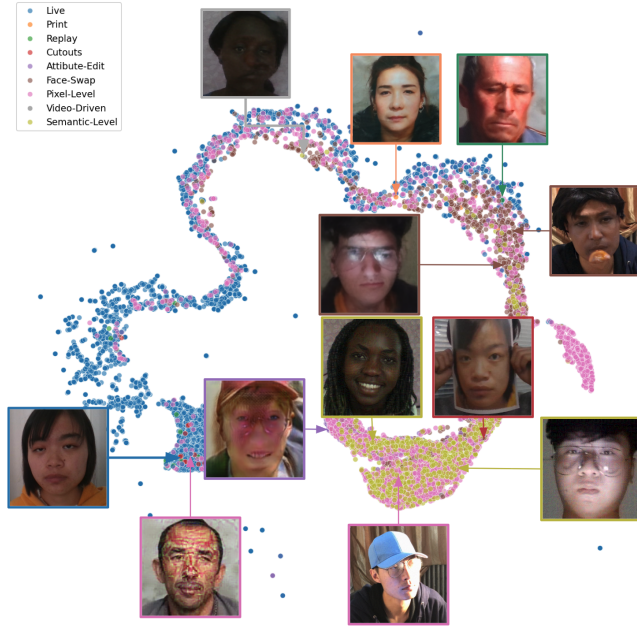 Live
Print
Replay
Cutouts
Attibute-Edit
Face-Swap
Pixel-Level
Video-Driven
Semantic-Level